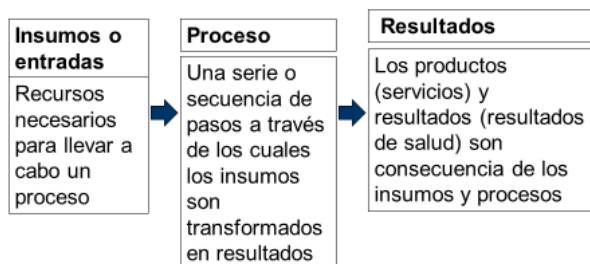 Insumos o
entradas
Recursos
necesarios
para llevar a
cabo un
proceso
Proceso
Una serie o
secuencia de
pasos a través
de los cuales
los insumos
son
transformados
en resultados
Resultados
Los productos
(servicios) y
resultados (resultados
de salud) son
consecuencia de los
insumos y procesos